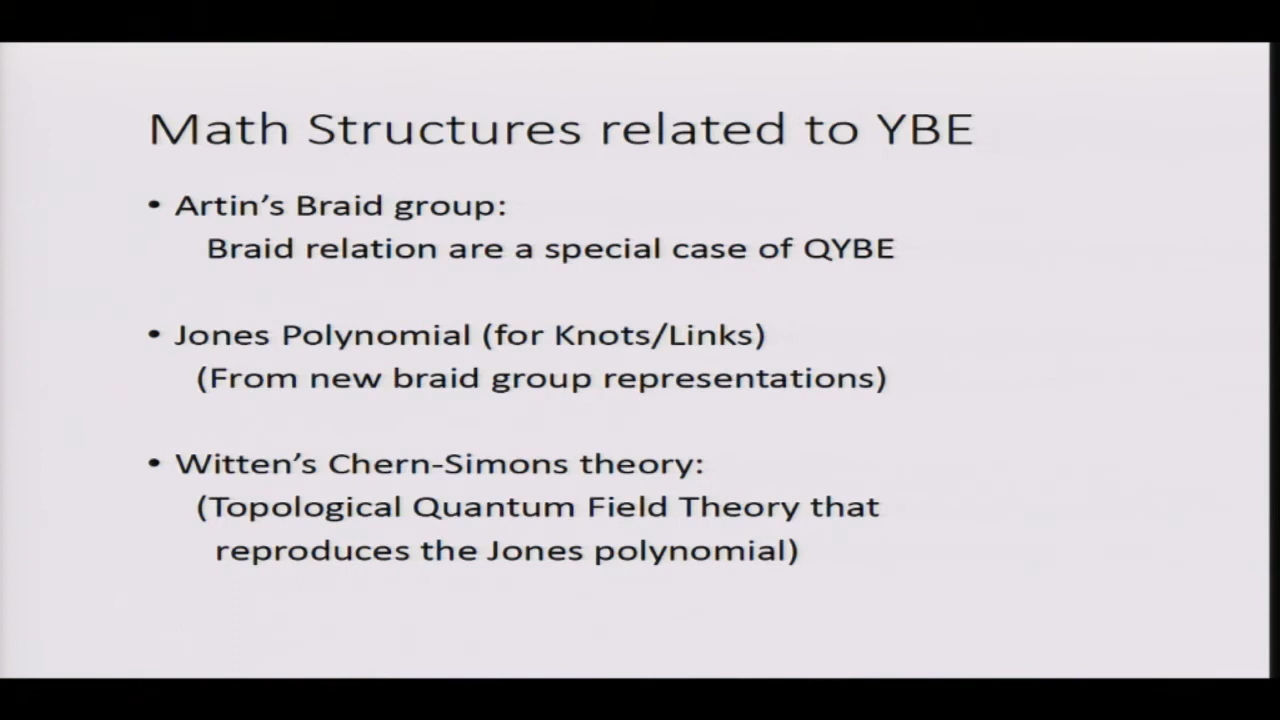 Math Structures related to YBE
• Artin’s Braid group:
Braid relation are a special case of QYBE
• Jones Polynomial (for Knots/Links)
(From new braid group representations)
• Witten’s Chern-Simons theory:
(Topological Quantum Field Theory that
reproduces the Jones polynomial)